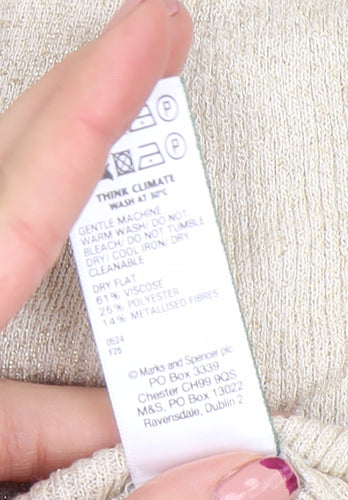 P
P
THINK CLIMATE
WASH AT 30°C
GENTLE MACHINE
WARM WASH/ DO NOT
BLEACH/ DO NOT TUMBLE
DRY/ COOL IRON/ DRY
CLEANABLE
DRY FLAT
61% VISCOSE
25% POLYESTER
14% METALLISED FIBRES
0524
F25
© Marks and Spencer plc
PO Box 3339
Chester CH99 9QS
M&S, PO Box 13022
Ravensdale, Dublin 2